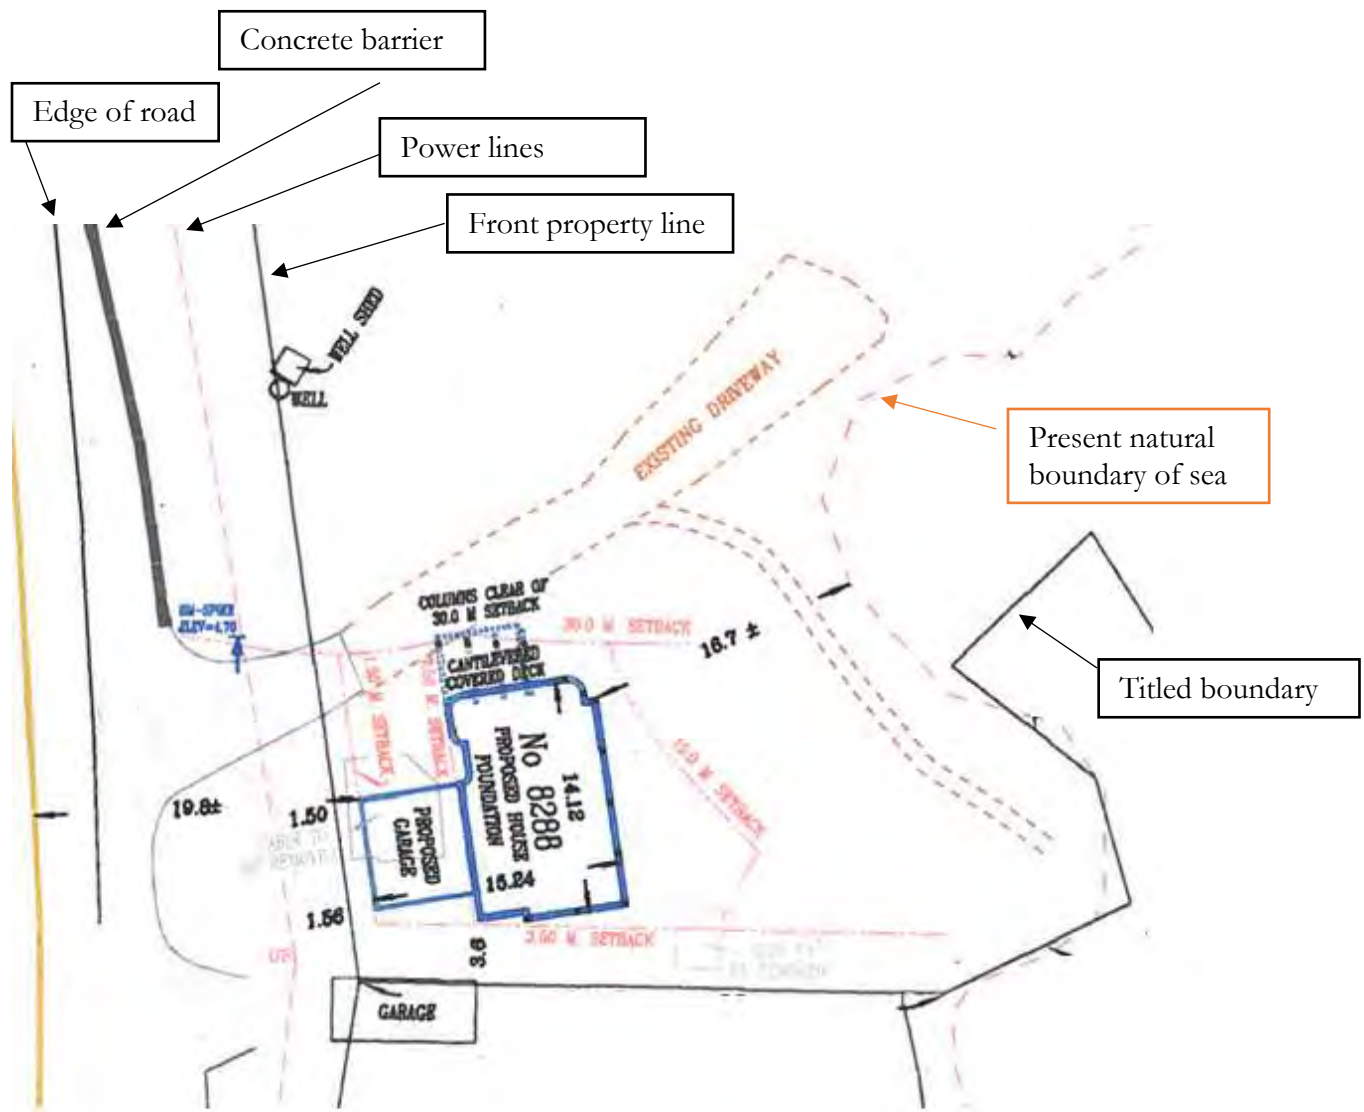 Concrete barrier
Edge of road
Power lines
Front property line
WELL SHED
WELL
EXISTING DRIVEWAY
Present natural
boundary of sea
COLUMNS CLEAR OF
30.0 M SETBACK
30.0 M SETBACK
16.7 ±
CANTILEVERED
COVERED DECK
Titled boundary
M SETBACK
M SETBACK
15.0 M SETBACK
No 8288
PROPOSED HOUSE
FOUNDATION
14.12
15.24
19.8±
1.50
PROPOSED
GARAGE
1.56
3.6
M SETBACK
GARAGE